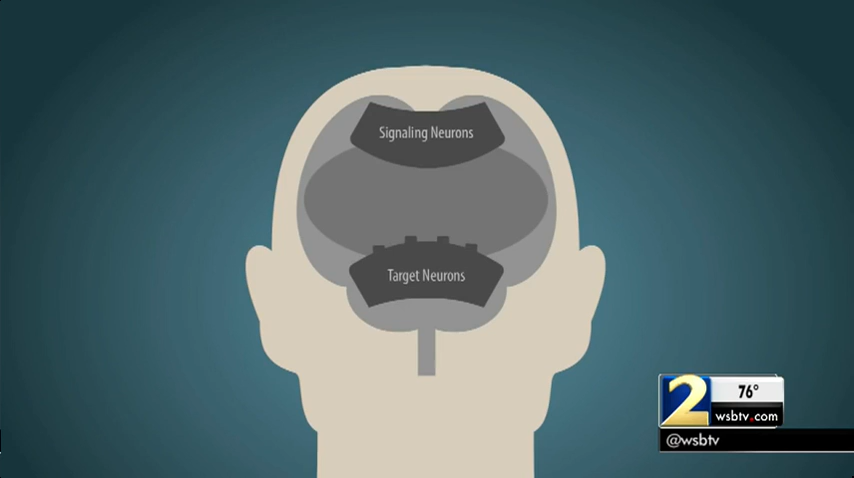 Signaling Neurons
Target Neurons
2
76°
wsbtv.com
@wsbtv